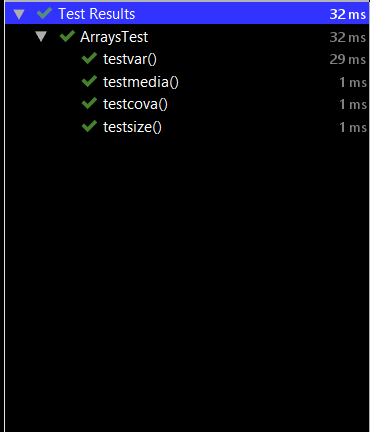 Test Results 32 ms
ArraysTest 32 ms
testvar() 29 ms
testmedia() 1 ms
testcova() 1 ms
testsize() 1 ms